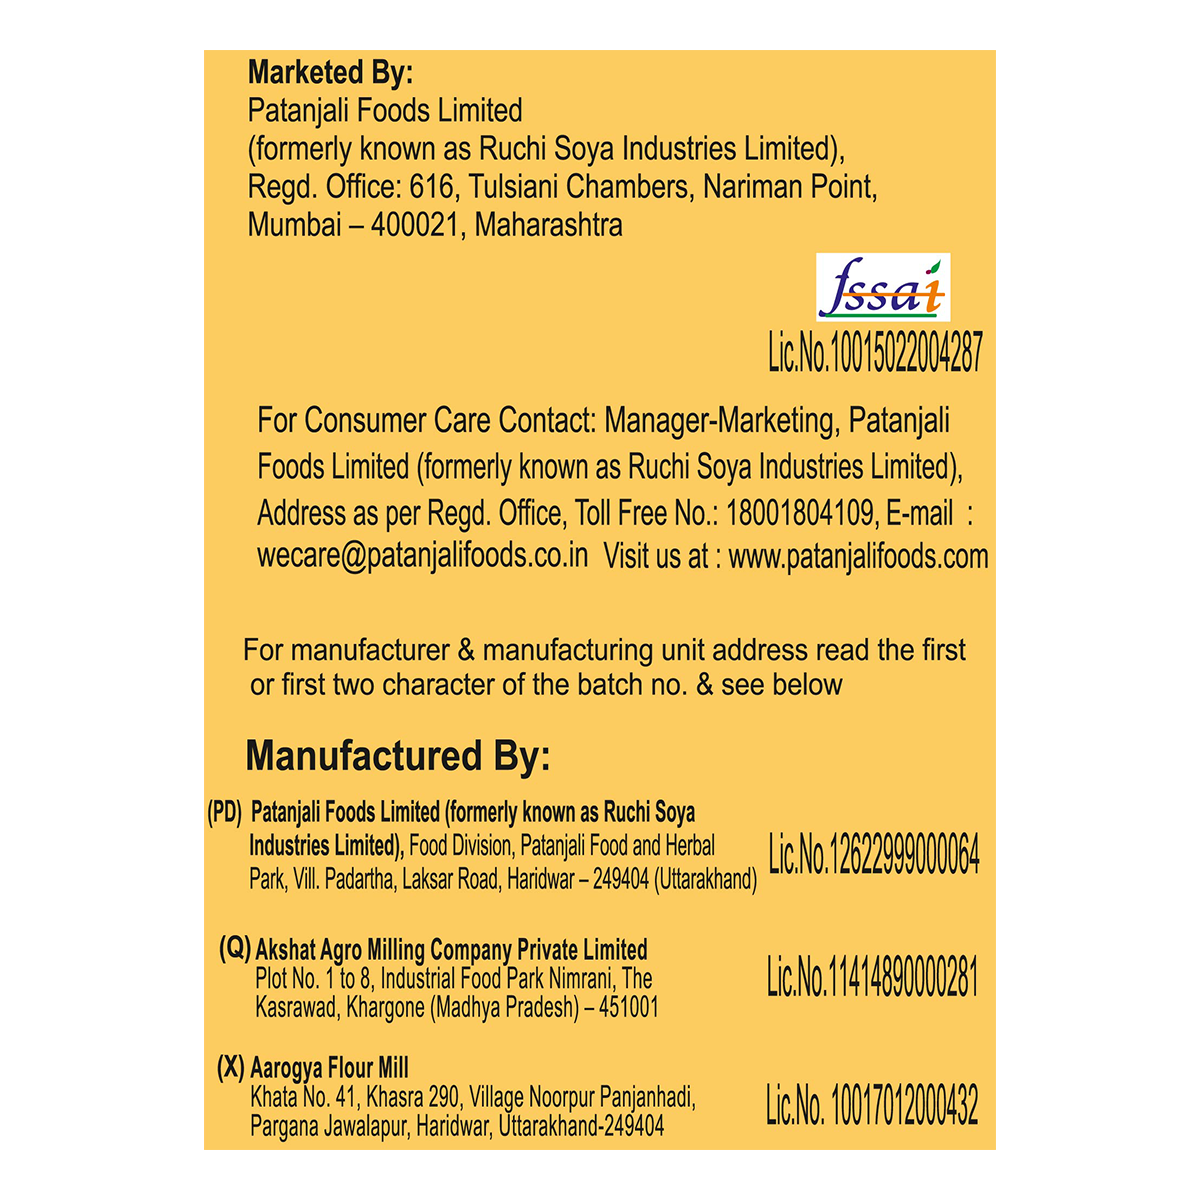 Marketed By:
Patanjali Foods Limited
(formerly known as Ruchi Soya Industries Limited),
Regd. Office: 616, Tulsiani Chambers, Nariman Point,
Mumbai – 400021, Maharashtra
fssai
Lic.No.10015022004287
For Consumer Care Contact: Manager-Marketing, Patanjali
Foods Limited (formerly known as Ruchi Soya Industries Limited),
Address as per Regd. Office, Toll Free No.: 18001804109, E-mail :
wecare@patanjalifoods.co.in Visit us at : www.patanjalifoods.com
For manufacturer & manufacturing unit address read the first
or first two character of the batch no. & see below
Manufactured By:
(PD) Patanjali Foods Limited (formerly known as Ruchi Soya
Industries Limited), Food Division, Patanjali Food and Herbal
Park, Vill. Padartha, Laksar Road, Haridwar – 249404 (Uttarakhand)
Lic.No.12622999000064
(Q) Akshat Agro Milling Company Private Limited
Plot No. 1 to 8, Industrial Food Park Nimrani, The
Kasrawad, Khargone (Madhya Pradesh) – 451001
Lic.No.11414890000281
(X) Aarogya Flour Mill
Khata No. 41, Khasra 290, Village Noorpur Panjanhadi,
Pargana Jawalapur, Haridwar, Uttarakhand-249404
Lic.No. 10017012000432